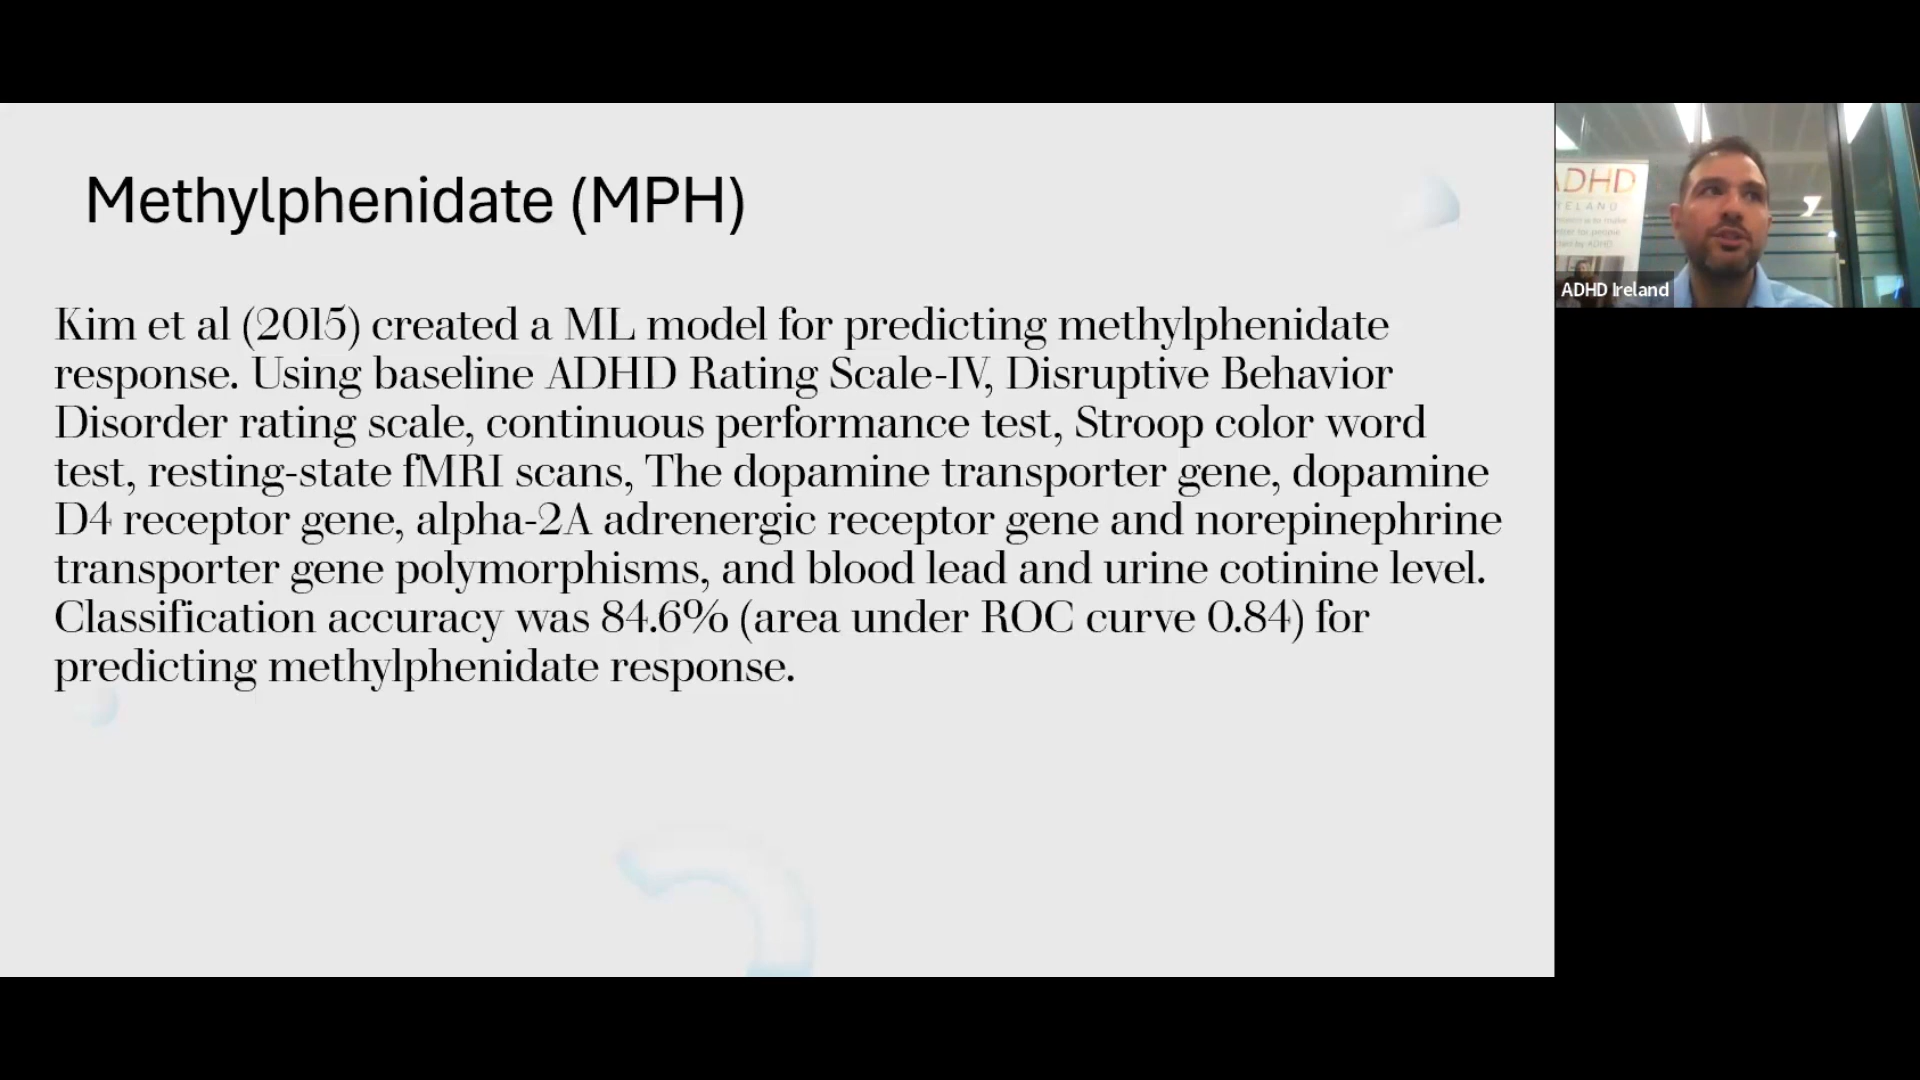 Methylphenidate (MPH)
Kim et al (2015) created a ML model for predicting methylphenidate
response. Using baseline ADHD Rating Scale-IV, Disruptive Behavior
Disorder rating scale, continuous performance test, Stroop color word
test, resting-state fMRI scans, The dopamine transporter gene, dopamine
D4 receptor gene, alpha-2A adrenergic receptor gene and norepinephrine
transporter gene polymorphisms, and blood lead and urine cotinine level.
Classification accuracy was 84.6% (area under ROC curve 0.84) for
predicting methylphenidate response.
ADHD
ADHD Ireland